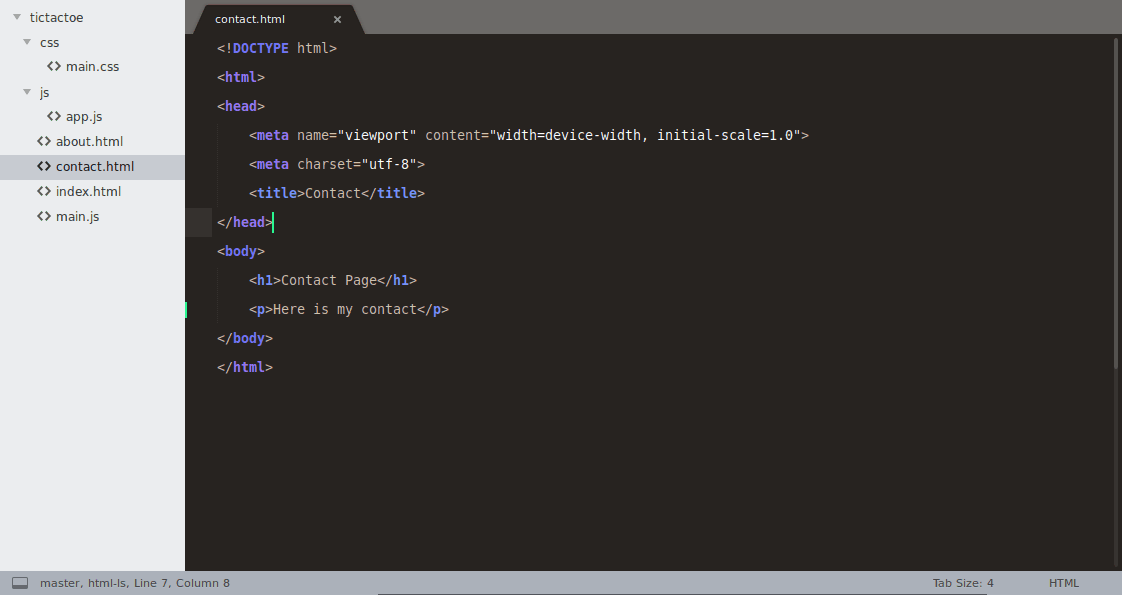 tictactoe
css
main.css
js
app.js
about.html
contact.html
index.html
main.js
contact.html ×
<!DOCTYPE html>
<html>
<head>
    <meta name="viewport" content="width=device-width, initial-scale=1.0">
    <meta charset="utf-8">
    <title>Contact</title>
</head>
<body>
    <h1>Contact Page</h1>
    <p>Here is my contact</p>
</body>
</html>
master, html-ls, Line 7, Column 8
Tab Size: 4
HTML